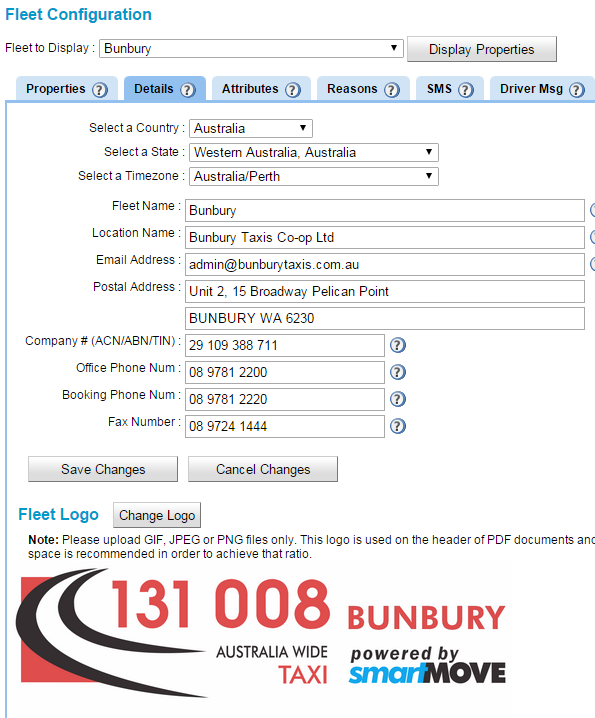 Fleet Configuration
Fleet to Display : Bunbury Display Properties
Properties ? Details ? Attributes ? Reasons ? SMS ? Driver Msg ?
Select a Country : Australia
Select a State : Western Australia, Australia
Select a Timezone : Australia/Perth
Fleet Name : Bunbury
Location Name : Bunbury Taxis Co-op Ltd
Email Address : admin@bunburytaxis.com.au
Postal Address : Unit 2, 15 Broadway Pelican Point
BUNBURY WA 6230
Company # (ACN/ABN/TIN) : 29 109 388 711 ?
Office Phone Num : 08 9781 2200 ?
Booking Phone Num : 08 9781 2220 ?
Fax Number : 08 9724 1444 ?
Save Changes Cancel Changes
Fleet Logo Change Logo
Note: Please upload GIF, JPEG or PNG files only. This logo is used on the header of PDF documents and
space is recommended in order to achieve that ratio.
131 008 BUNBURY
AUSTRALIA WIDE powered by
TAXI smartMOVE